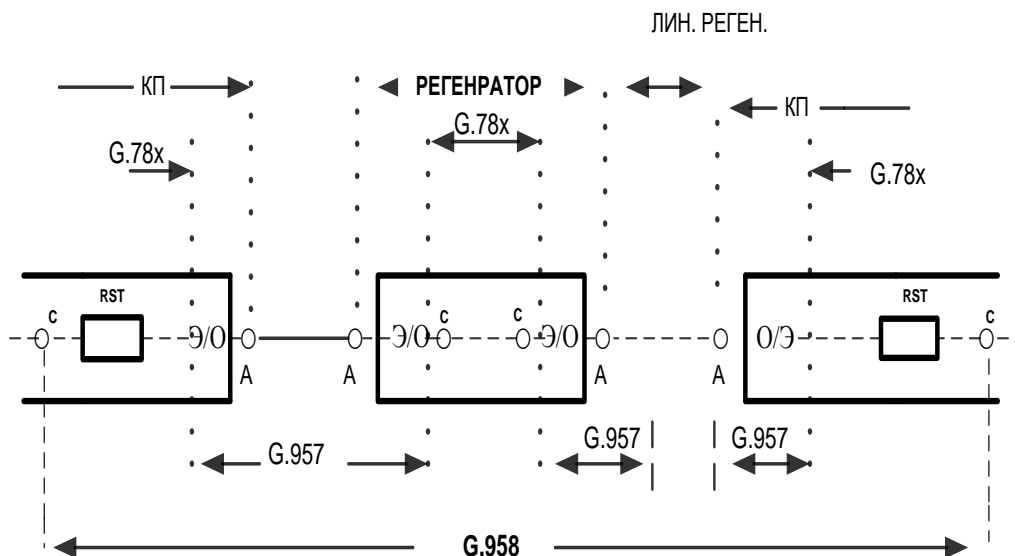 ЛИН. РЕГЕН.
КП
РЕГЕНРАТОР
КП
G.78x
G.78x
G.78x
RST
RST
С
С
С
С
Э/О
Э/О
Э/О
О/Э
А
А
А
А
G.957
G.957
G.957
G.958